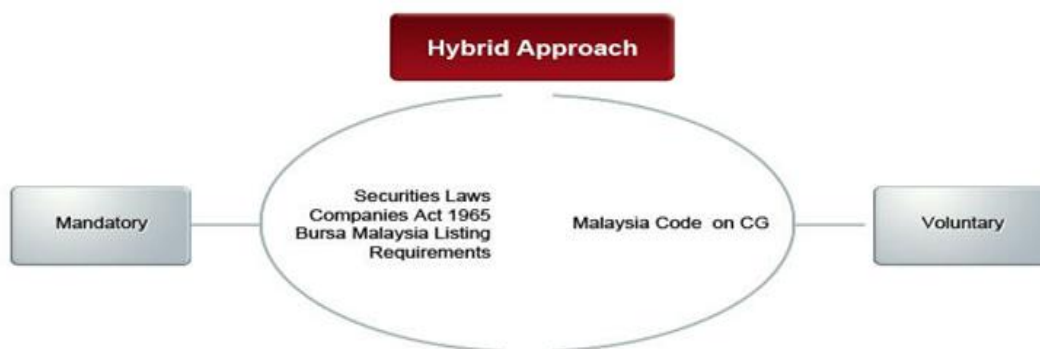 Hybrid Approach
Mandatory
Securities Laws
Companies Act 1965
Bursa Malaysia Listing
Requirements
Malaysia Code on CG
Voluntary